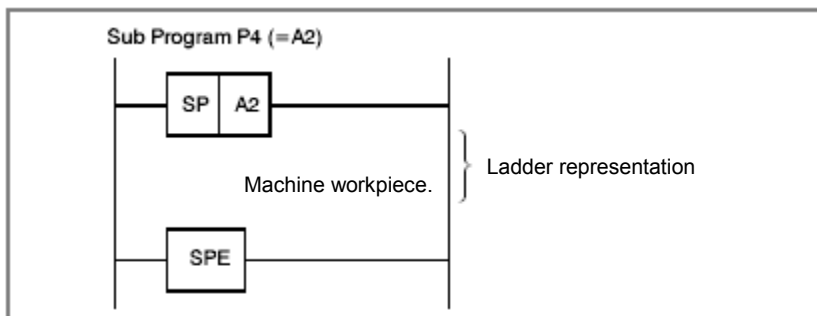 Sub Program P4 (=A2)
SP A2
Machine workpiece.
Ladder representation
SPE